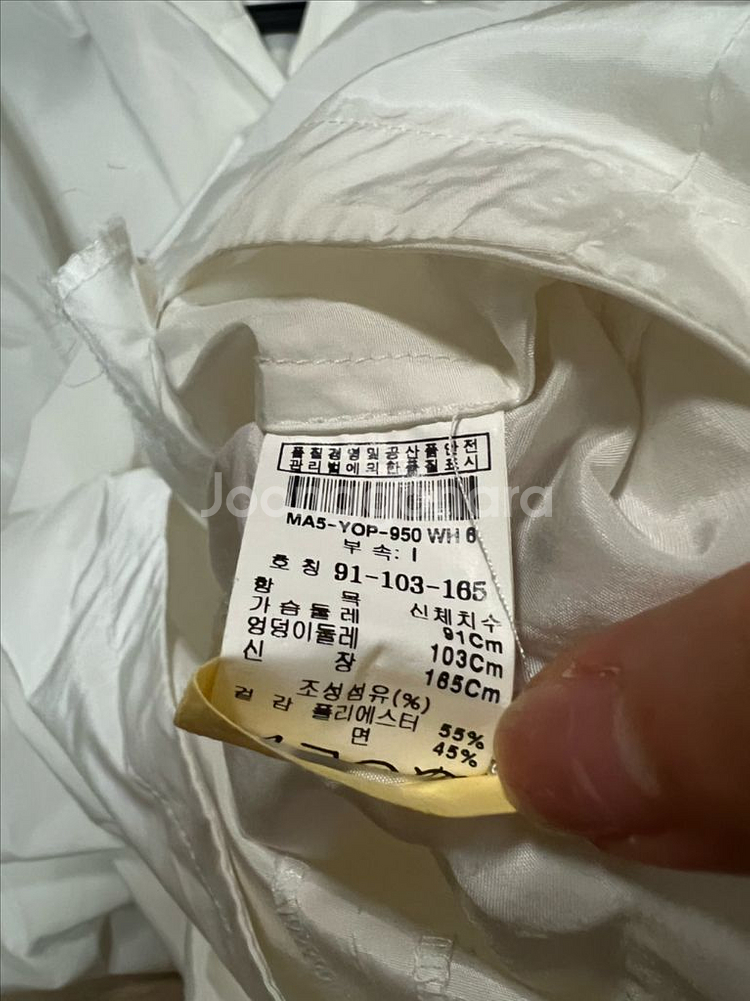 품질경영및공산품안전
관리법에의한품질표시
MA5-YOP-950 WH 6
부 속: I
호 칭 91-103-165
항 목 신체치수
가슴둘레 91Cm
엉덩이둘레 103Cm
신 장 165Cm
조성섬유(%)
겉 감 폴리에스터 55%
면 45%